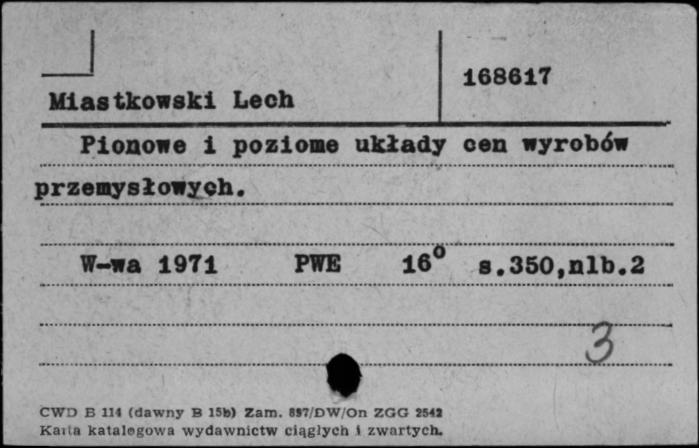 168617
Miastkowski Lech
Pionowe i poziome układy cen wyrobów
przemysłowych.
W-wa 1971 PWE 16° s.350,nlb.2
3
CWD B 114 (dawny B 15b) Zam. 897/DW/On ZGG 2542
Karta katalogowa wydawnictw ciągłych i zwartych.